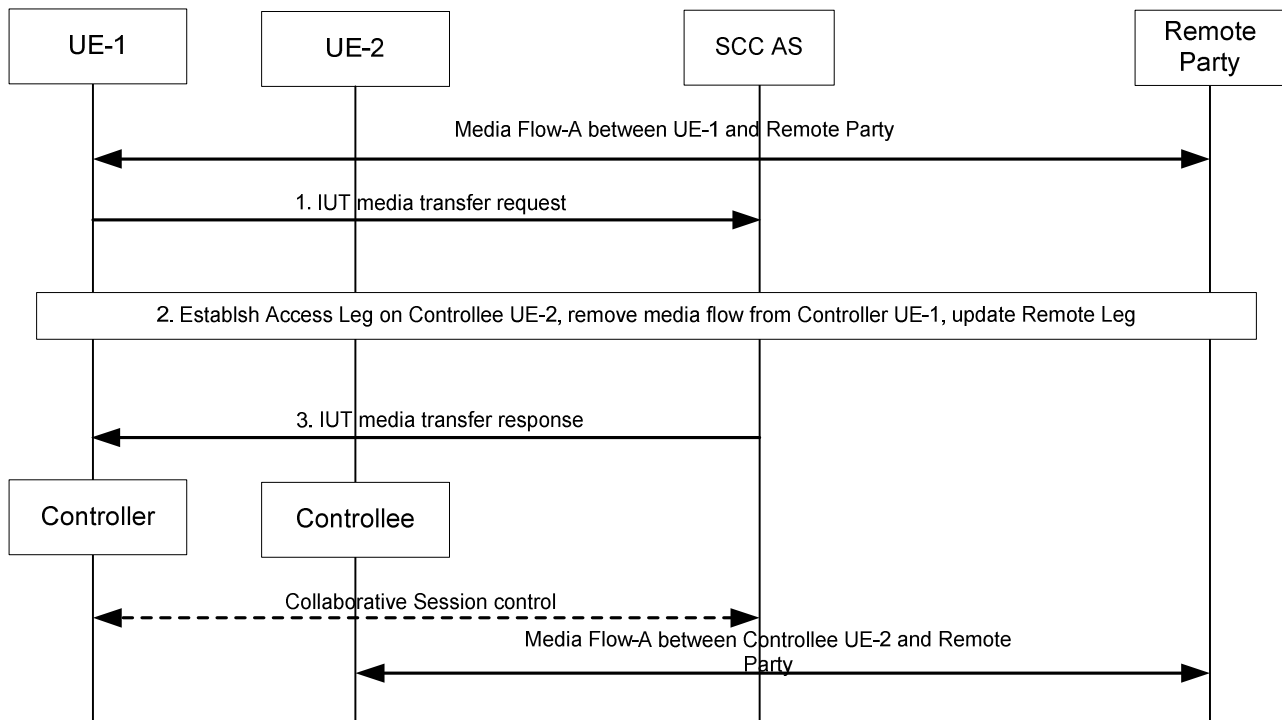 UE-1
UE-2
SCC AS
Remote
Party
Media Flow-A between UE-1 and Remote Party
1. IUT media transfer request
2. Establsh Access Leg on Controllee UE-2, remove media flow from Controller UE-1, update Remote Leg
3. IUT media transfer response
Controller
Controllee
Collaborative Session control
Media Flow-A between Controllee UE-2 and Remote
Party